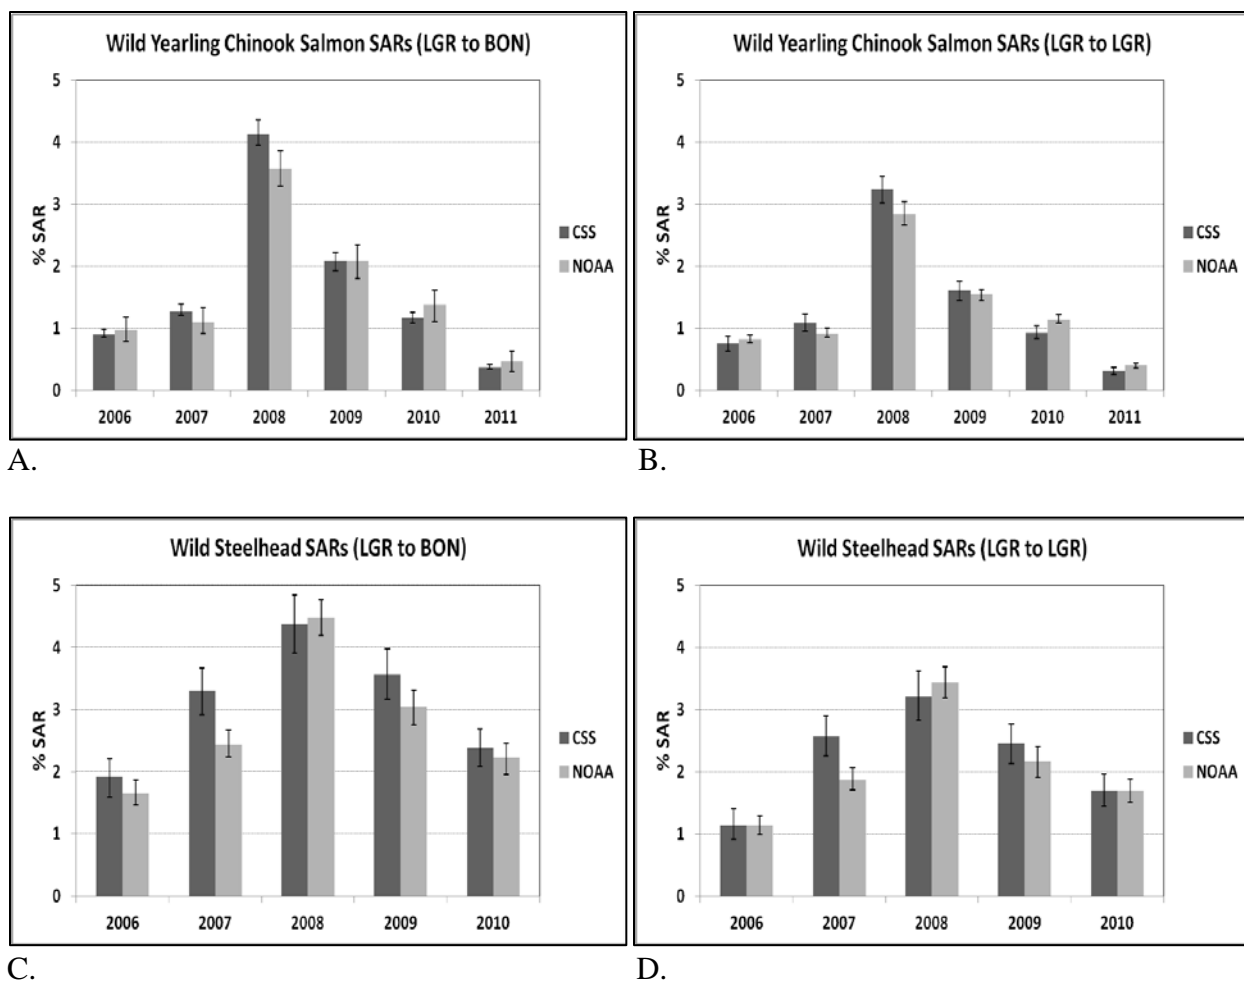 Wild Yearling Chinook Salmon SARs (LGR to BON)
5
4
3
2
1
0
% SAR
2006 2007 2008 2009 2010 2011
CSS
NOAA
A.
Wild Yearling Chinook Salmon SARs (LGR to LGR)
5
4
3
2
1
0
% SAR
2006 2007 2008 2009 2010 2011
CSS
NOAA
B.
Wild Steelhead SARs (LGR to BON)
5
4
3
2
1
0
% SAR
2006 2007 2008 2009 2010
CSS
NOAA
C.
Wild Steelhead SARs (LGR to LGR)
5
4
3
2
1
0
% SAR
2006 2007 2008 2009 2010
CSS
NOAA
D.